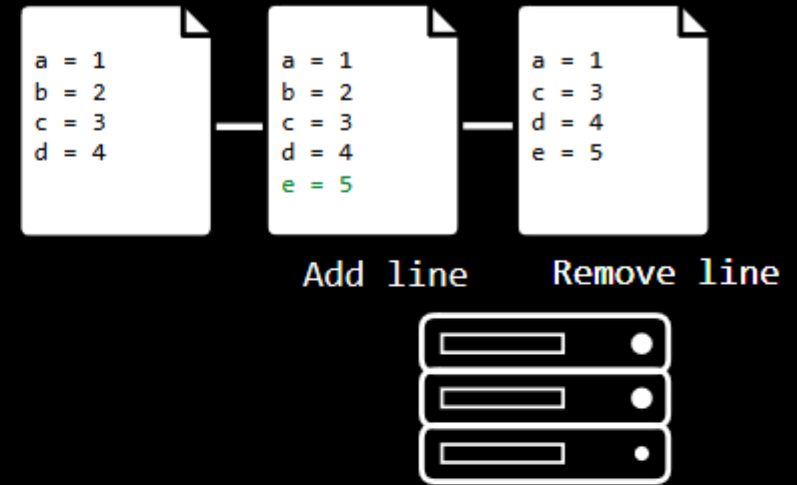 a = 1
b = 2
c = 3
d = 4
a = 1
b = 2
c = 3
d = 4
e = 5
a = 1
c = 3
d = 4
e = 5
Add line
Remove line